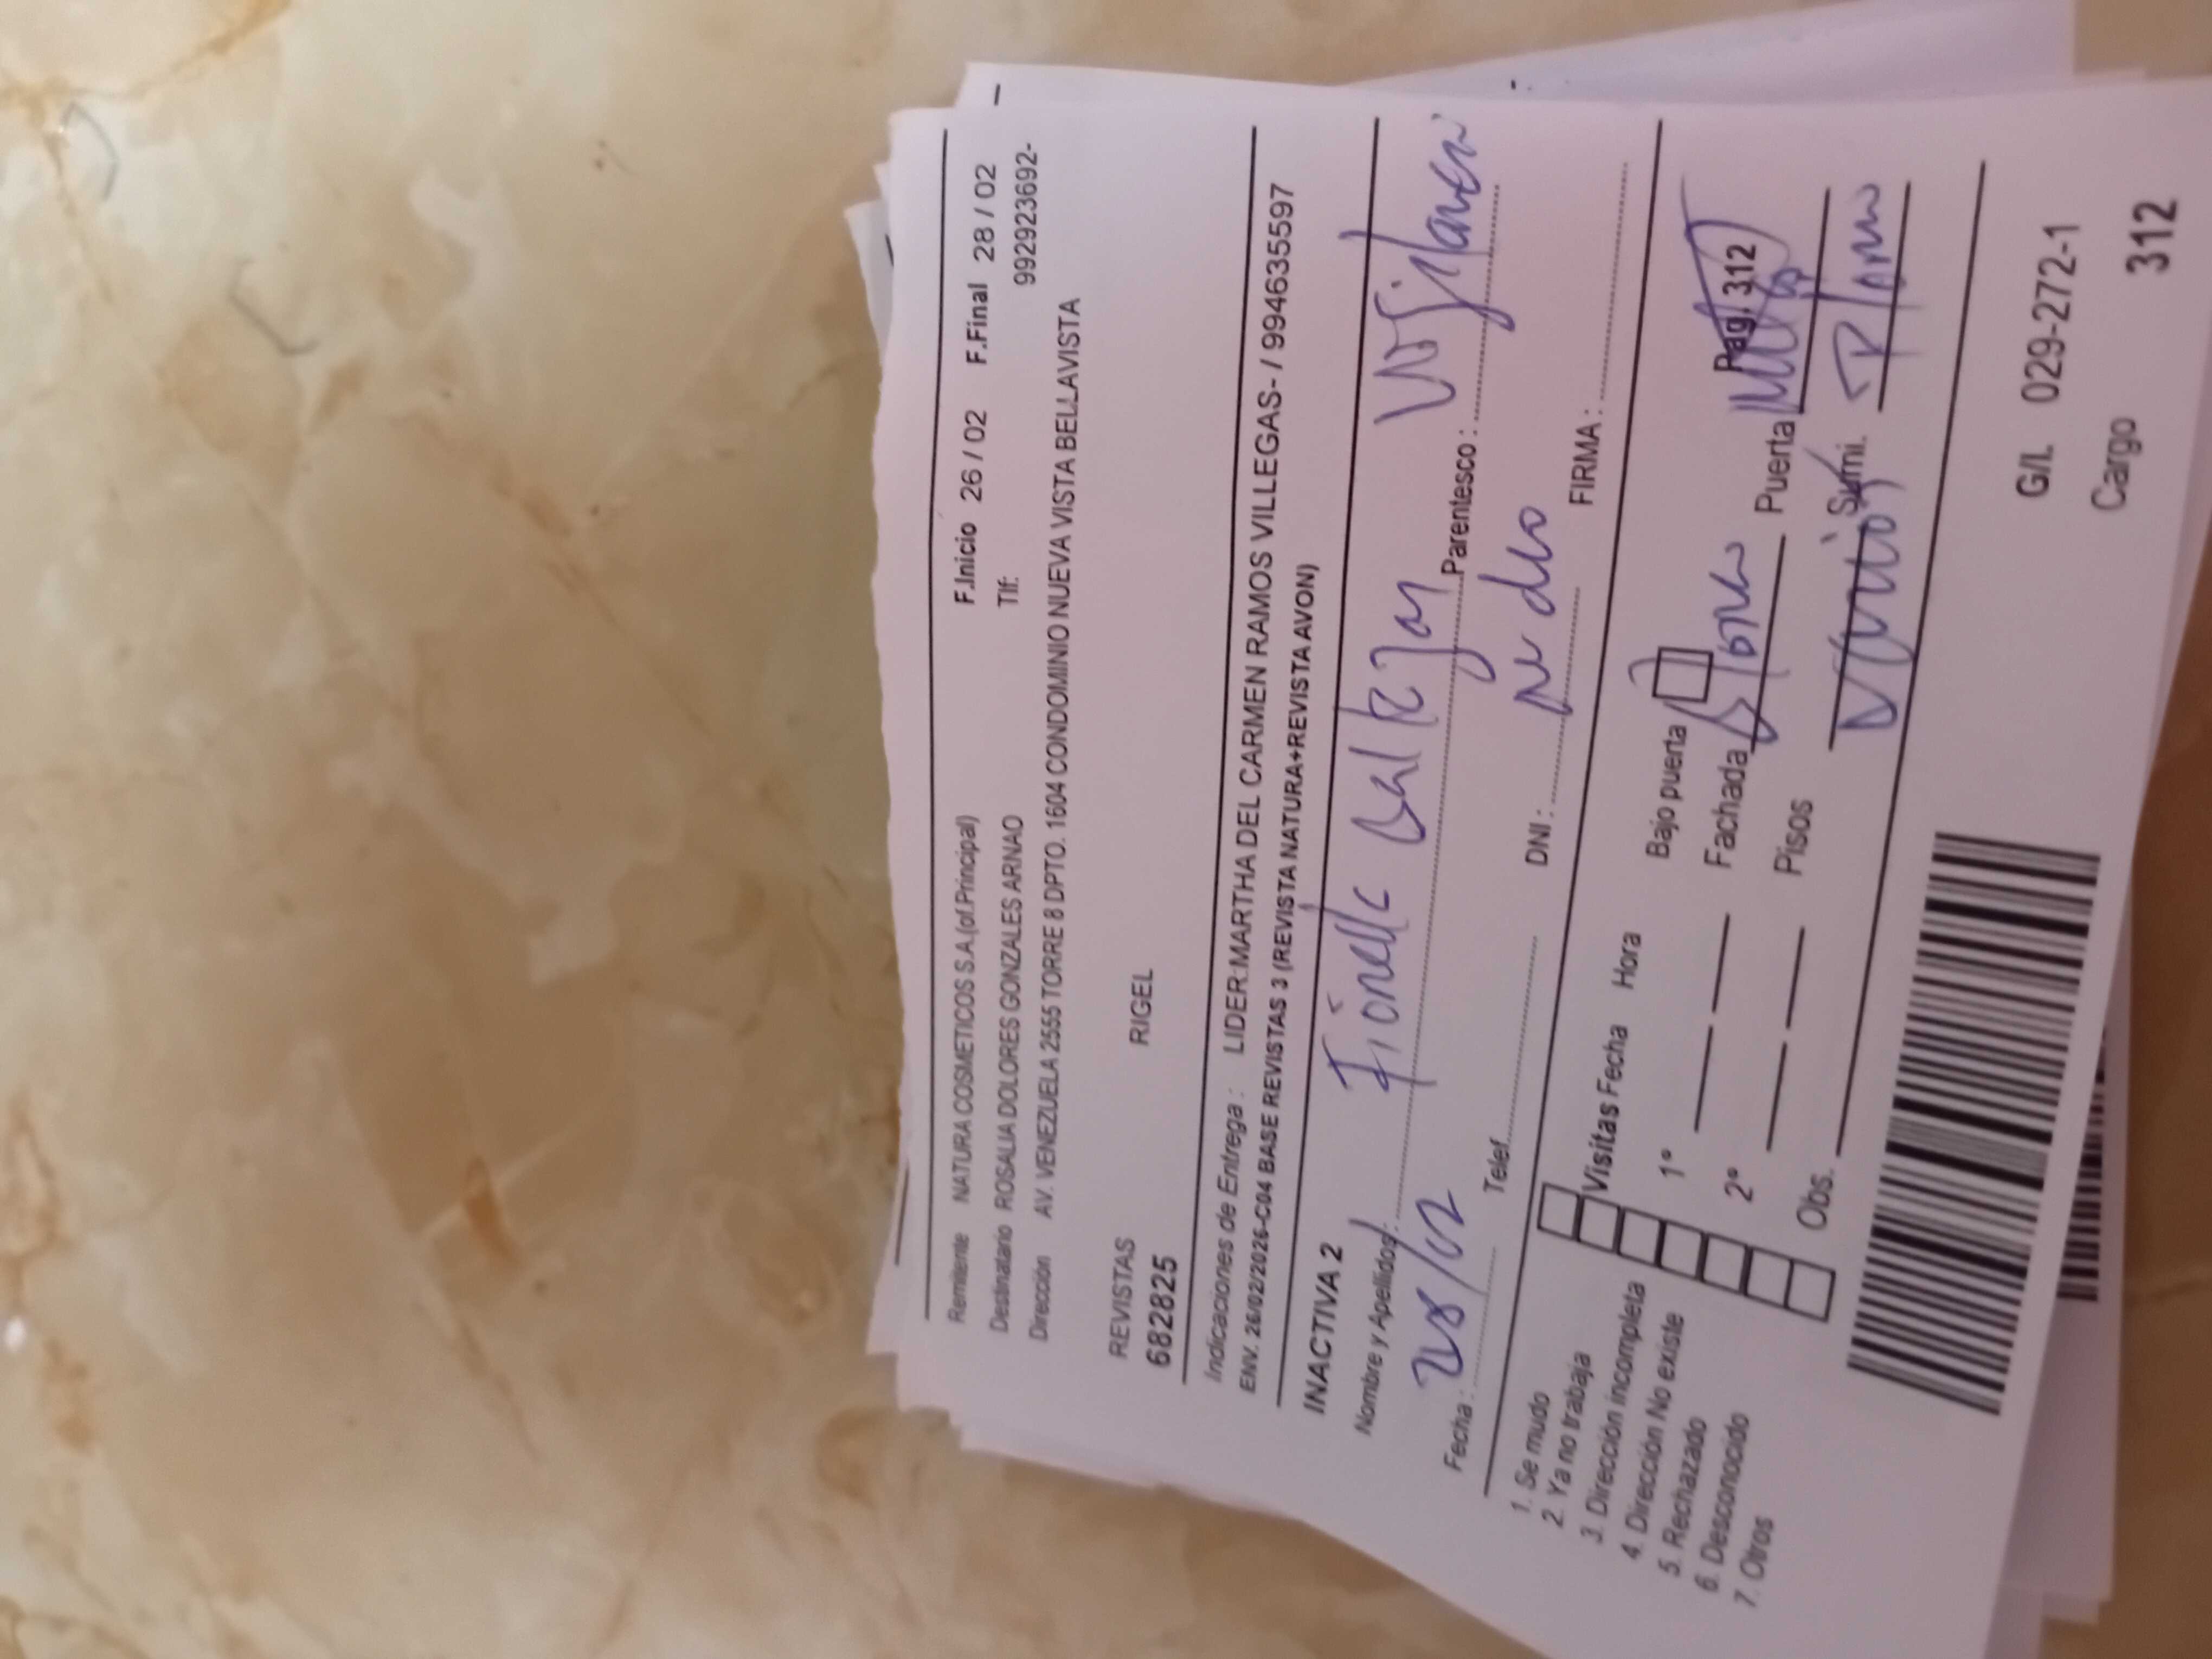 F.Inicio 26 / 02 F.Final 28 / 02
Remitente NATURA COSMETICOS S.A.(of.Principal) Tlf: 992923692-
Destinatario ROSALIA DOLORES GONZALES ARNAO
Dirección AV. VENEZUELA 2555 TORRE 8 DPTO. 1604 CONDOMINIO NUEVA VISTA BELLAVISTA
REVISTAS RIGEL
682825
Indicaciones de Entrega : LIDER:MARTHA DEL CARMEN RAMOS VILLEGAS- / 994635597
ENV. 26/02/2026-C04 BASE REVISTAS 3 (REVISTA NATURA+REVISTA AVON)
INACTIVA 2
Nombre y Apellidos: Fiorella Parentesco :
Fecha : 28/02 Telef. DNI : FIRMA :
1. Se mudo
2. Ya no trabaja
3. Dirección incompleta
4. Dirección No existe
5. Rechazado
6. Desconocido
7. Otros
Visitas Fecha Hora Bajo puerta Pag. 312
1° Fachada Puerta
2° Pisos Sumi.
Obs.
G/L 029-272-1
Cargo 312